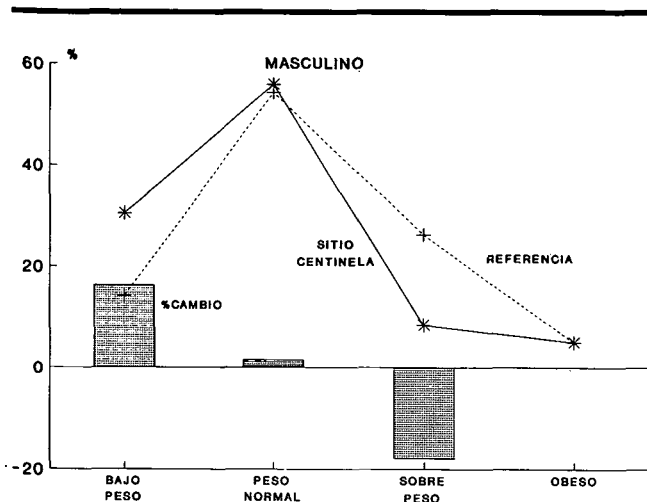 %
MASCULINO
60
40
20
0
-20
SITIO
CENTINELA
REFERENCIA
%CAMBIO
BAJO
PESO
PESO
NORMAL
SOBRE
PESO
OBESO